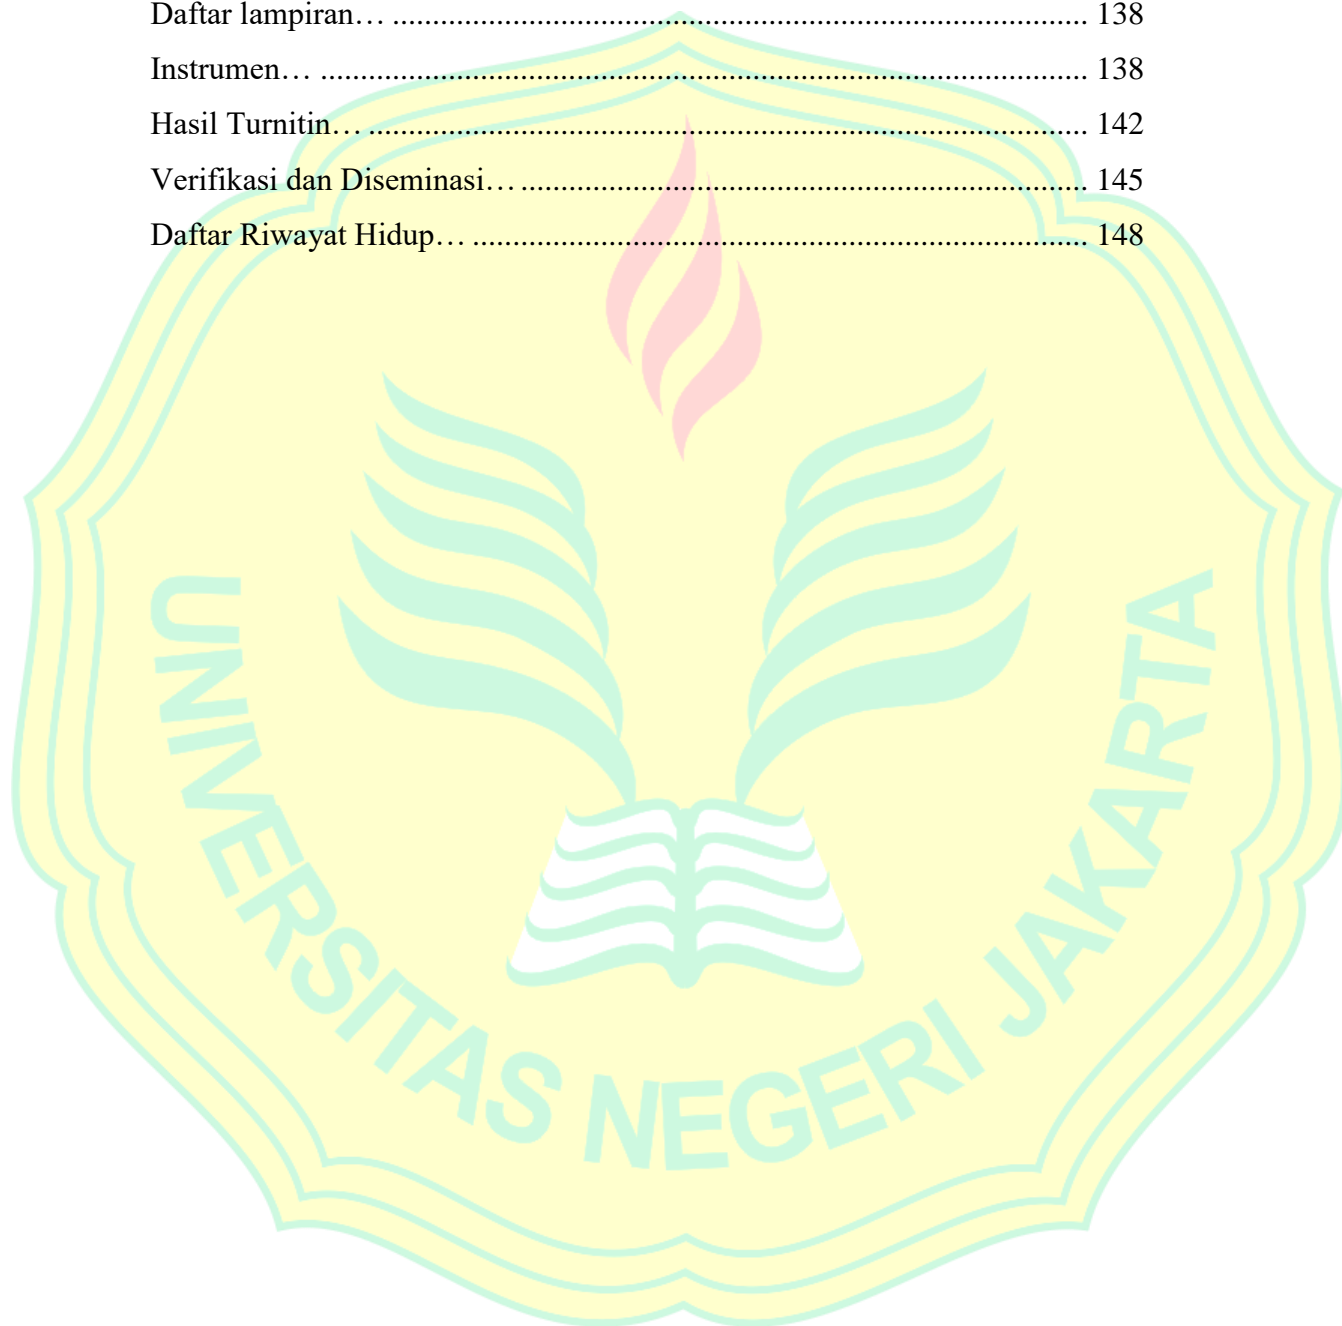 Daftar lampiran… ......................................................................... 138
Instrumen… ................................................................................. 138
Hasil Turnitin… ........................................................................... 142
Verifikasi dan Diseminasi… ........................................................... 145
Daftar Riwayat Hidup… ................................................................ 148
UNIVERSITAS NEGERI JAKARTA